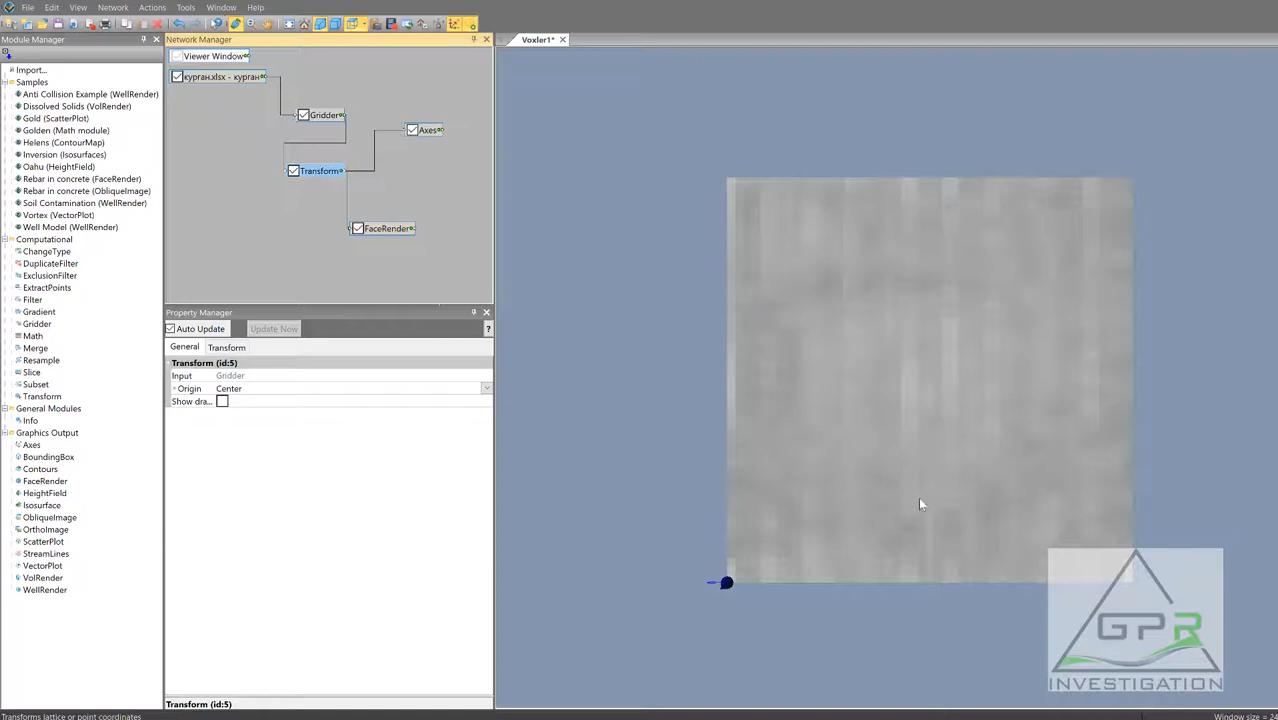 File Edit View Network Actions Tools Window Help
Module Manager
Import...
Samples
Anti Collision Example (WellRender)
Dissolved Solids (VolRender)
Gold (ScatterPlot)
Golden (Math module)
Helens (ContourMap)
Inversion (Isosurfaces)
Oahu (HeightField)
Rebar in concrete (FaceRender)
Rebar in concrete (ObliqueImage)
Soil Contamination (WellRender)
Vortex (VectorPlot)
Well Model (WellRender)
Computational
ChangeType
DuplicateFilter
ExclusionFilter
ExtractPoints
Filter
Gradient
Gridder
Math
Merge
Resample
Slice
Subset
Transform
General Modules
Info
Graphics Output
Axes
BoundingBox
Contours
FaceRender
HeightField
Isosurface
ObliqueImage
OrthoImage
ScatterPlot
StreamLines
VectorPlot
VolRender
WellRender
Network Manager
Viewer Window
курган.xlsx - курган
Gridder
Axes
Transform
FaceRender
Property Manager
Auto Update Update Now ?
General Transform
Transform (id:5)
Input Gridder
Origin Center
Show dra...
Transform (id:5)
Voxler1*
GPR
INVESTIGATION
Transforms lattice or point coordinates
Window size = 24